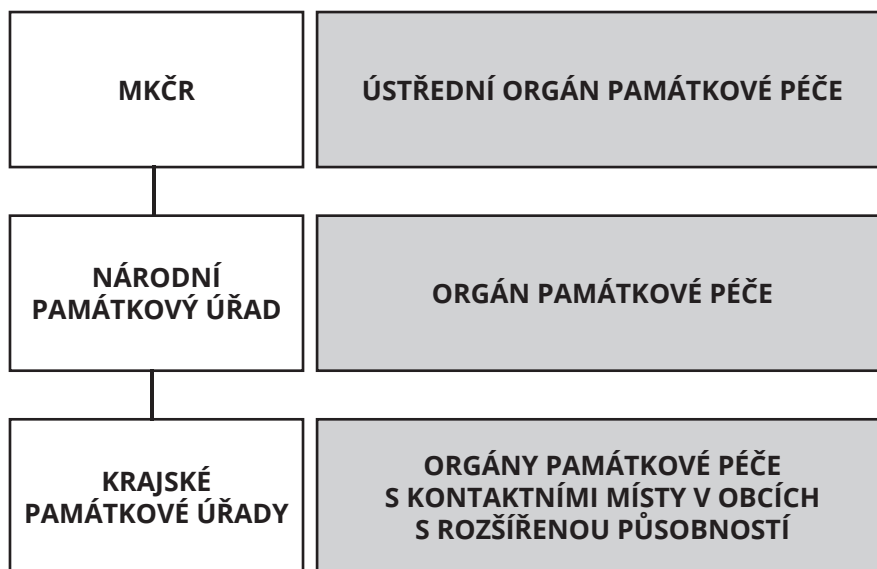 MKČR
ÚSTŘEDNÍ ORGÁN PAMÁTKOVÉ PÉČE
NÁRODNÍ
PAMÁTKOVÝ ÚŘAD
ORGÁN PAMÁTKOVÉ PÉČE
KRAJSKÉ
PAMÁTKOVÉ ÚŘADY
ORGÁNY PAMÁTKOVÉ PÉČE
S KONTAKTNÍMI MÍSTY V OBCÍCH
S ROZŠÍŘENOU PŮSOBNOSTÍ